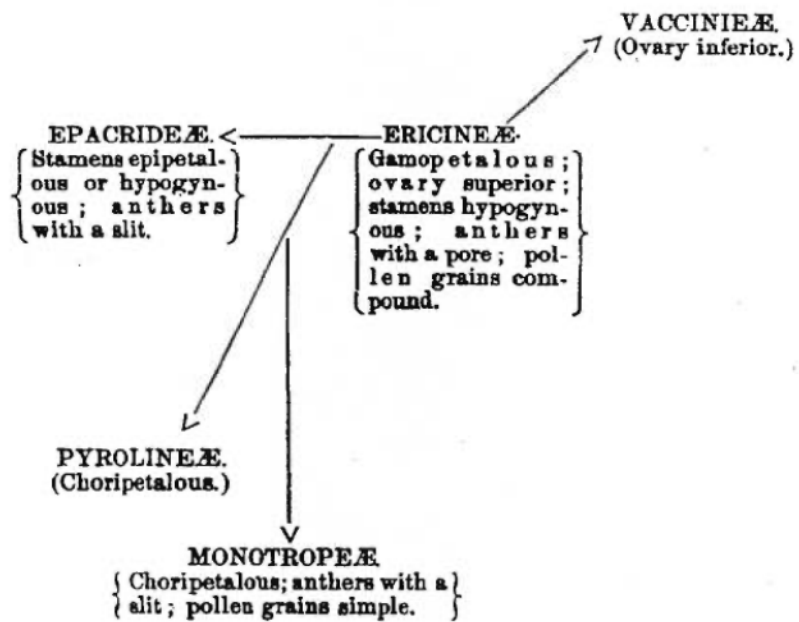 VACCINIEÆ.
(Ovary inferior.)
EPACRIDEÆ.
Stamens epipetal-
ous or hypogyn-
ous ; anthers
with a slit.
ERICINEÆ.
Gamopetalous ;
ovary superior ;
stamens hypogyn-
ous ; anthers
with a pore ; pol-
len grains com-
pound.
PYROLINEÆ.
(Choripetalous.)
MONOTROPEÆ.
Choripetalous; anthers with a
slit ; pollen grains simple.